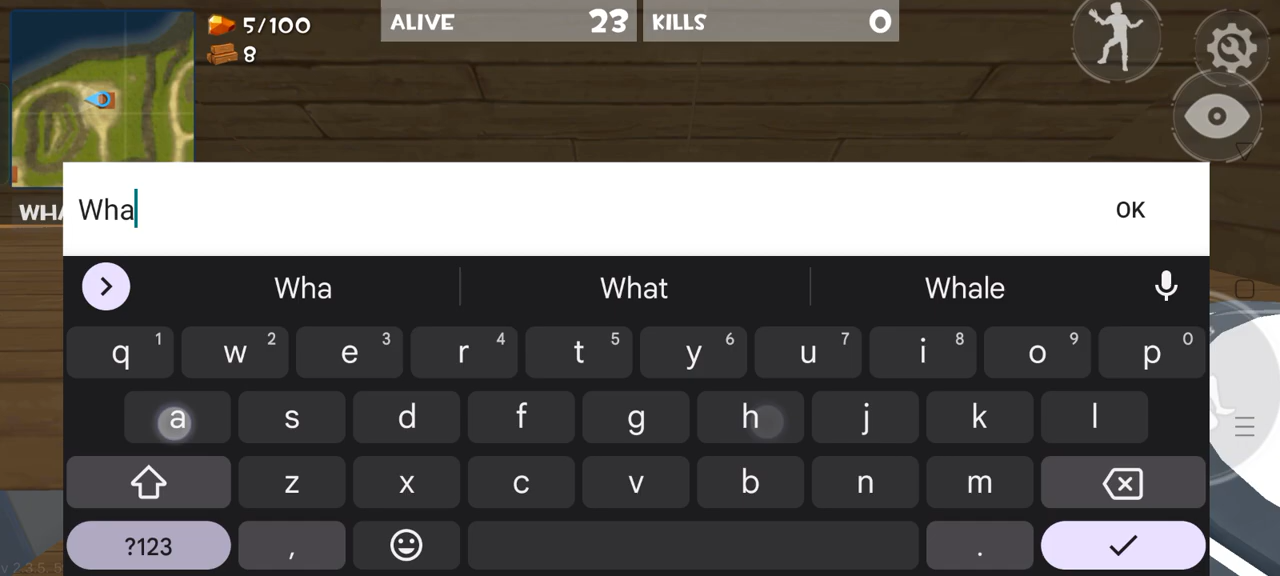 5/100
8
ALIVE 23 KILLS 0
WHA
Wha
OK
Wha What Whale
q 1 w 2 e 3 r 4 t 5 y 6 u 7 i 8 o 9 p 0
a s d f g h j k l
z x c v b n m
?123 , .